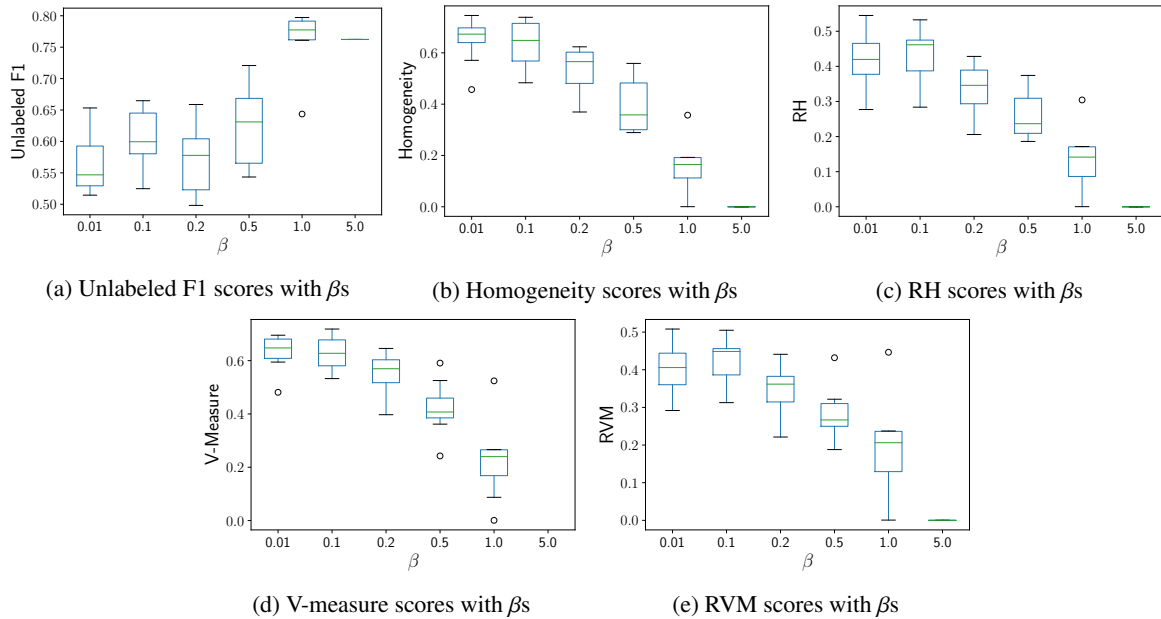 0.80
0.75
0.70
0.65
0.60
0.55
0.50
Unlabeled F1
0.01 0.1 0.2 0.5 1.0 5.0
β
(a) Unlabeled F1 scores with βs
0.6
0.4
0.2
0.0
Homogeneity
0.01 0.1 0.2 0.5 1.0 5.0
β
(b) Homogeneity scores with βs
0.5
0.4
0.3
0.2
0.1
0.0
RH
0.01 0.1 0.2 0.5 1.0 5.0
β
(c) RH scores with βs
0.6
0.4
0.2
0.0
V-Measure
0.01 0.1 0.2 0.5 1.0 5.0
β
(d) V-measure scores with βs
0.5
0.4
0.3
0.2
0.1
0.0
RVM
0.01 0.1 0.2 0.5 1.0 5.0
β
(e) RVM scores with βs